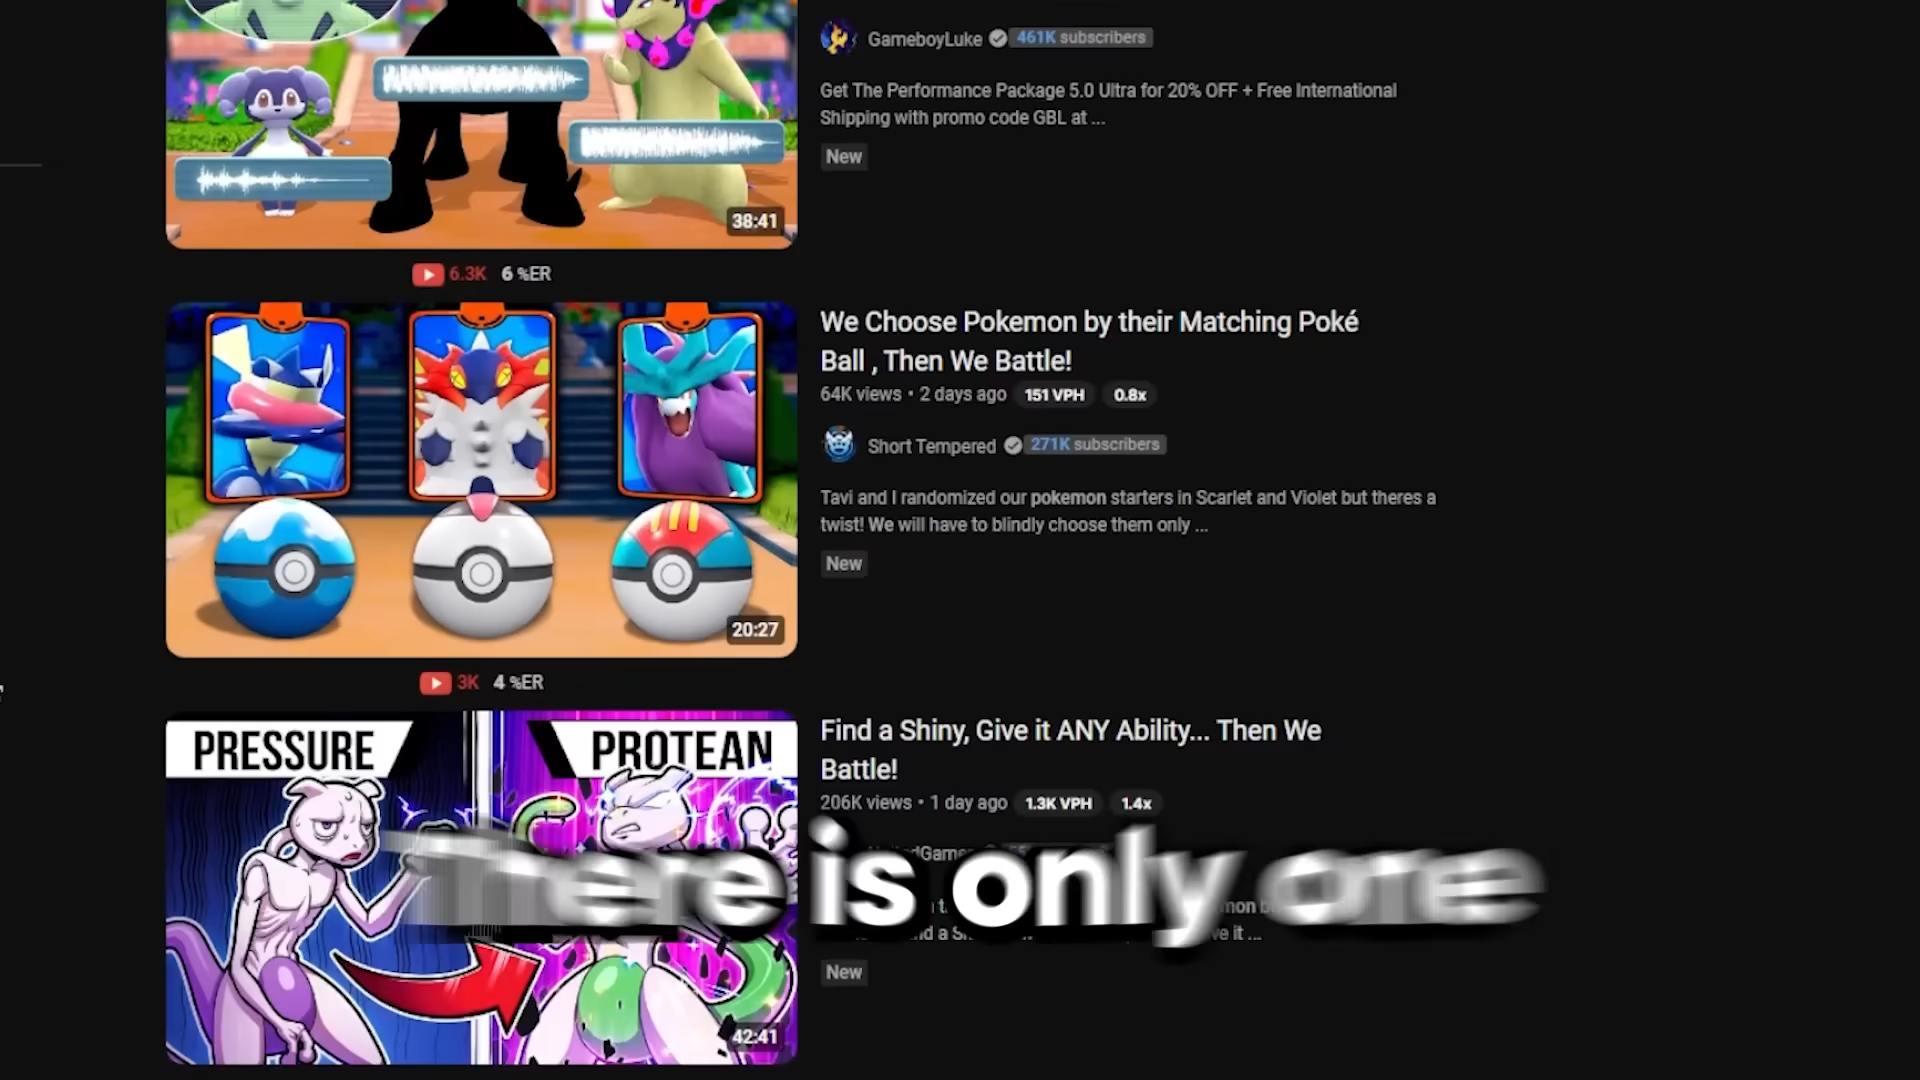 GameboyLuke 461K subscribers
Get The Performance Package 5.0 Ultra for 20% OFF + Free International
Shipping with promo code GBL at ...
New
38:41
6.3K 6 %ER
We Choose Pokemon by their Matching Poké
Ball , Then We Battle!
64K views • 2 days ago 151 VPH 0.8x
Short Tempered 271K subscribers
Tavi and I randomized our pokemon starters in Scarlet and Violet but theres a
twist! We will have to blindly choose them only ...
New
20:27
3K 4 %ER
PRESSURE PROTEAN
Find a Shiny, Give it ANY Ability... Then We
Battle!
206K views • 1 day ago 1.3K VPH 1.4x
There is only one
New
42:41